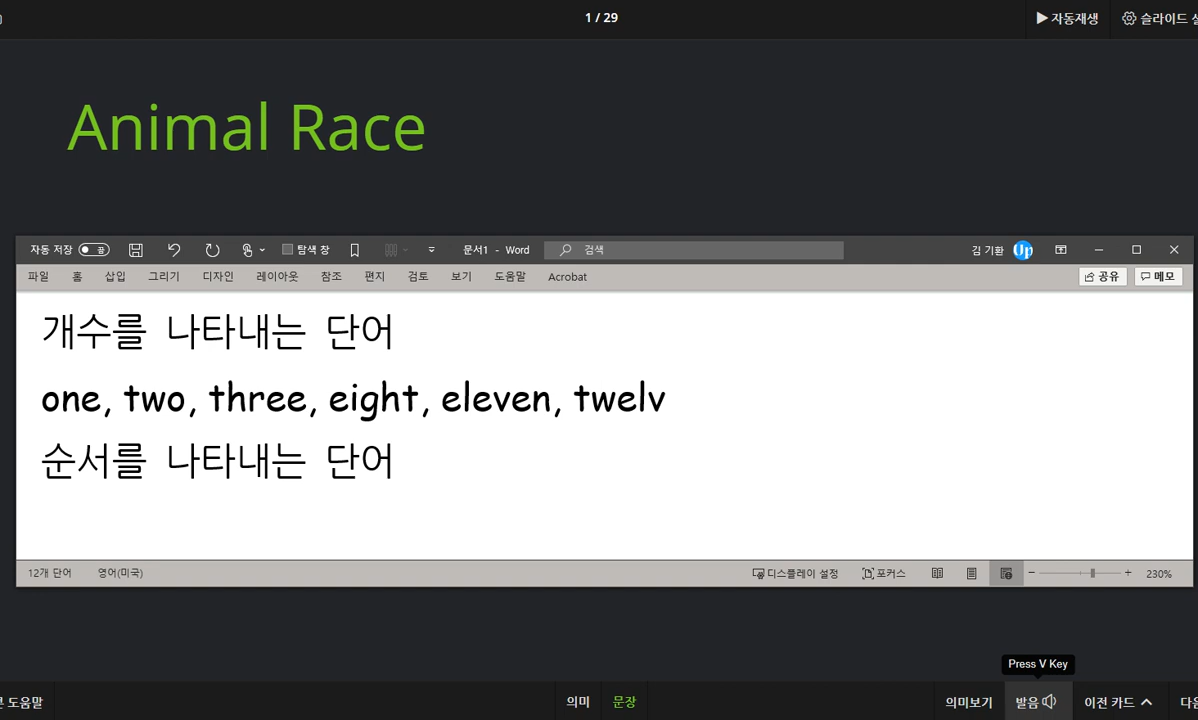 1 / 29
자동재생
슬라이드
Animal Race
자동 저장 끔
탐색 창
문서1 - Word
검색
김 기환
Up
파일 홈 삽입 그리기 디자인 레이아웃 참조 편지 검토 보기 도움말 Acrobat
공유 메모
개수를 나타내는 단어
one, two, three, eight, eleven, twelv
순서를 나타내는 단어
12개 단어 영어(미국)
디스플레이 설정 포커스
- + 230%
Press V Key
도움말 의미 문장 의미보기 발음 이전 카드